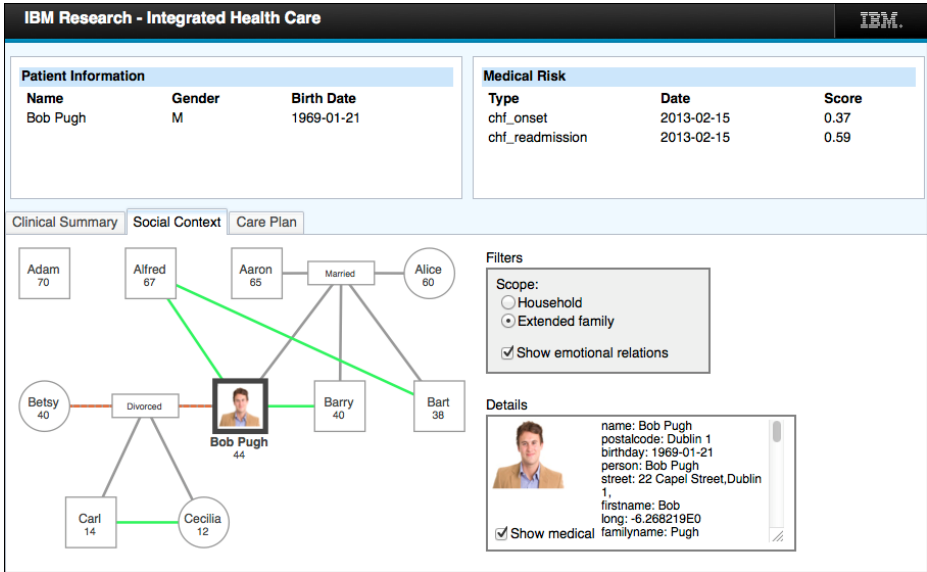 IBM Research - Integrated Health Care
IBM.
Patient Information
Name Gender Birth Date
Bob Pugh M 1969-01-21
Medical Risk
Type Date Score
chf_onset 2013-02-15 0.37
chf_readmission 2013-02-15 0.59
Clinical Summary Social Context Care Plan
Adam
70
Alfred
67
Aaron
65
Married
Alice
60
Betsy
40
Divorced
Bob Pugh
44
Barry
40
Bart
38
Carl
14
Cecilia
12
Filters
Scope:
Household
Extended family
Show emotional relations
Details
name: Bob Pugh
postalcode: Dublin 1
birthday: 1969-01-21
person: Bob Pugh
street: 22 Capel Street,Dublin
1,
firstname: Bob
long: -6.268219E0
familyname: Pugh
Show medical